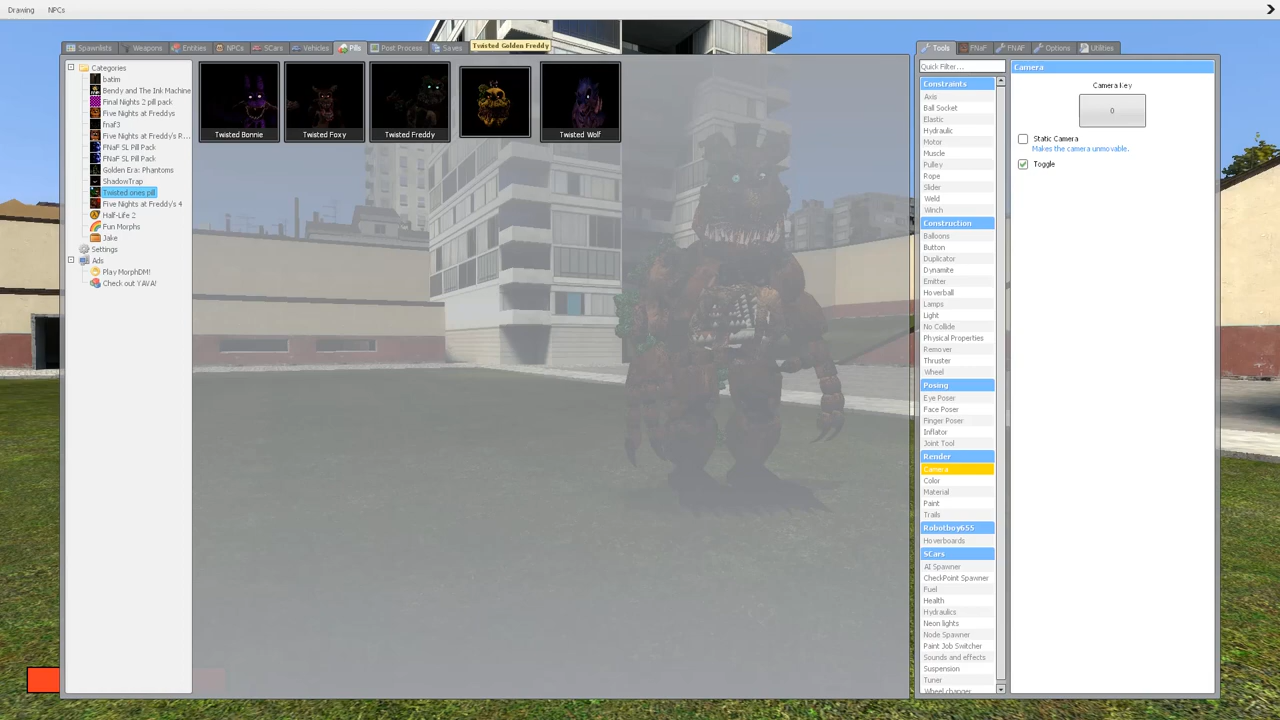 Drawing NPCs
Spawnlists Weapons Entities NPCs SCars Vehicles Pills Post Process Saves
Twisted Golden Freddy
Categories
batim
Bendy and The Ink Machine
Final Nights 2 pill pack
Five Nights at Freddys
fnaf3
Five Nights at Freddy's R...
FNaF SL Pill Pack
FNaF SL Pill Pack
Golden Era: Phantoms
ShadowTrap
Twisted ones pill
Five Nights at Freddy's 4
Half-Life 2
Fun Morphs
Jake
Settings
Ads
Play MorphDM!
Check out YAVA!
Twisted Bonnie
Twisted Foxy
Twisted Freddy
Twisted Wolf
Tools FNaF FNAF Options Utilities
Quick Filter...
Constraints
Axis
Ball Socket
Elastic
Hydraulic
Motor
Muscle
Pulley
Rope
Slider
Weld
Winch
Construction
Balloons
Button
Duplicator
Dynamite
Emitter
Hoverball
Lamps
Light
No Collide
Physical Properties
Remover
Thruster
Wheel
Posing
Eye Poser
Face Poser
Finger Poser
Inflator
Joint Tool
Render
Camera
Color
Material
Paint
Trails
Robotboy655
Hoverboards
SCars
AI Spawner
CheckPoint Spawner
Fuel
Health
Hydraulics
Neon lights
Node Spawner
Paint Job Switcher
Sounds and effects
Suspension
Tuner
Wheel changer
Camera
Camera Key
0
Static Camera
Makes the camera unmovable.
Toggle